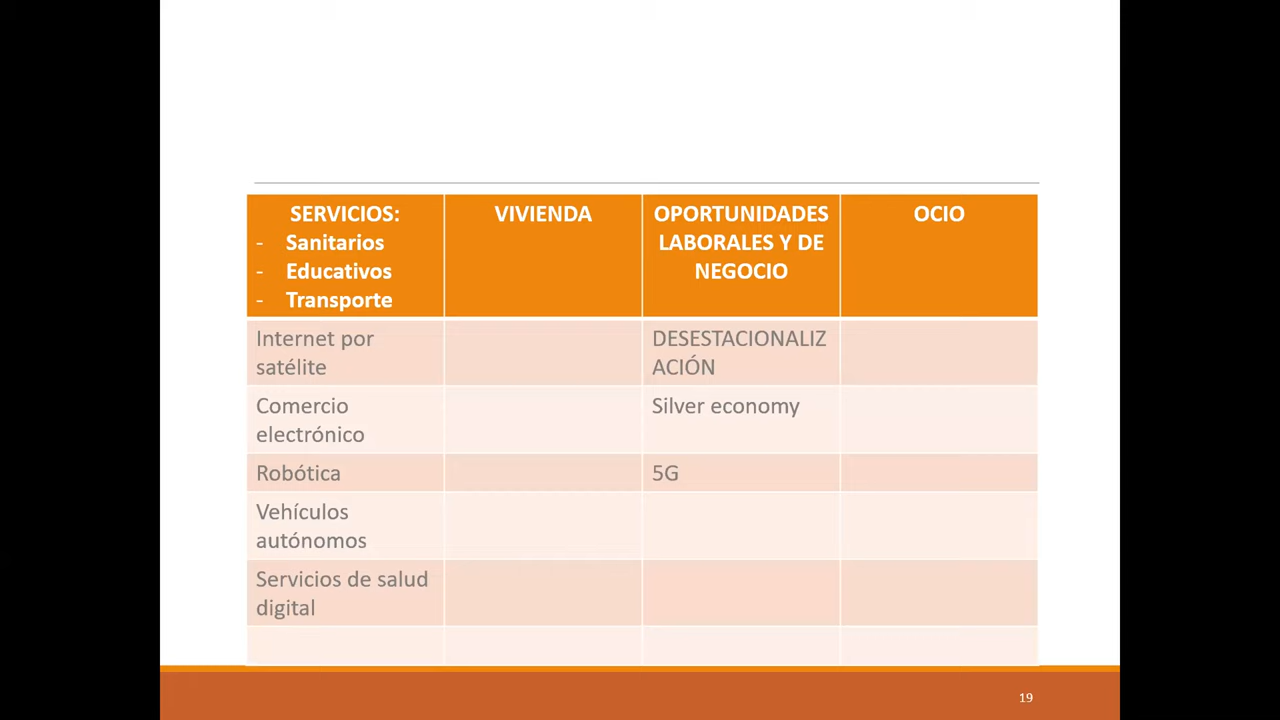 SERVICIOS:
- Sanitarios
- Educativos
- Transporte
VIVIENDA
OPORTUNIDADES
LABORALES Y DE
NEGOCIO
OCIO
Internet por
satélite
DESESTACIONALIZ
ACIÓN
Comercio
electrónico
Silver economy
Robótica
5G
Vehículos
autónomos
Servicios de salud
digital
19